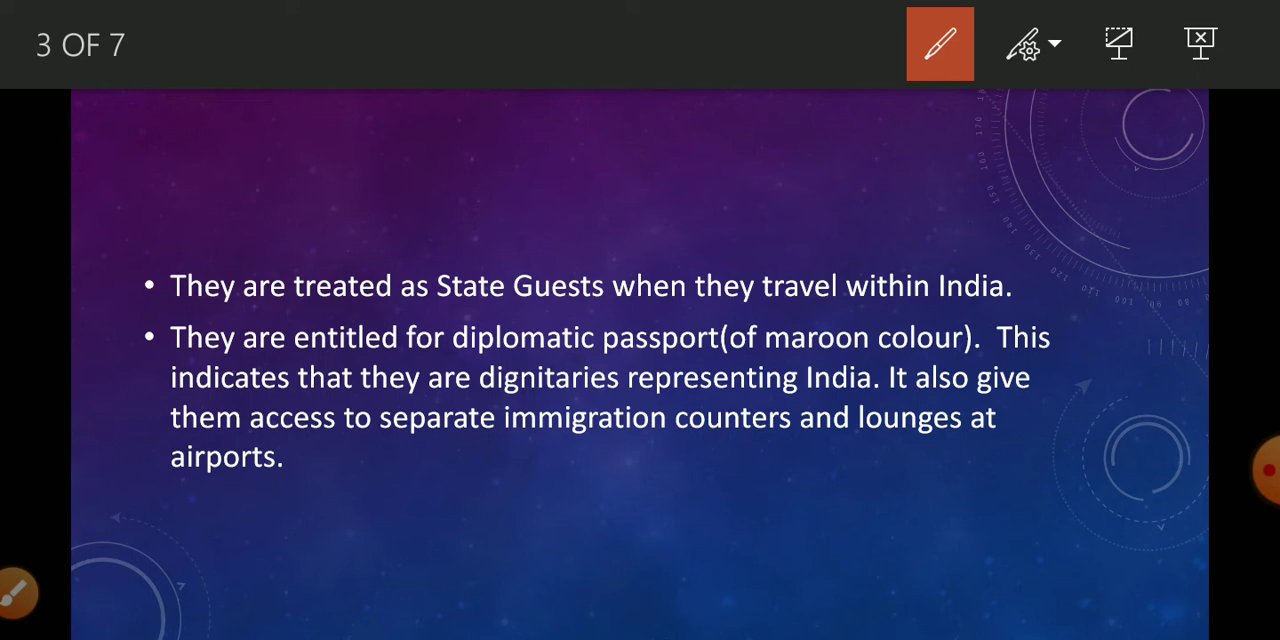 3 OF 7
• They are treated as State Guests when they travel within India.
• They are entitled for diplomatic passport(of maroon colour).  This
indicates that they are dignitaries representing India. It also give
them access to separate immigration counters and lounges at
airports.